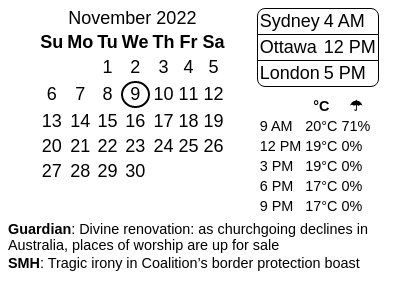 November 2022
Su Mo Tu We Th Fr Sa
1 2 3 4 5
6 7 8 9 10 11 12
13 14 15 16 17 18 19
20 21 22 23 24 25 26
27 28 29 30
Sydney 4 AM
Ottawa 12 PM
London 5 PM
°C ☂
9 AM 20°C 71%
12 PM 19°C 0%
3 PM 19°C 0%
6 PM 17°C 0%
9 PM 17°C 0%
Guardian: Divine renovation: as churchgoing declines in
Australia, places of worship are up for sale
SMH: Tragic irony in Coalition’s border protection boast